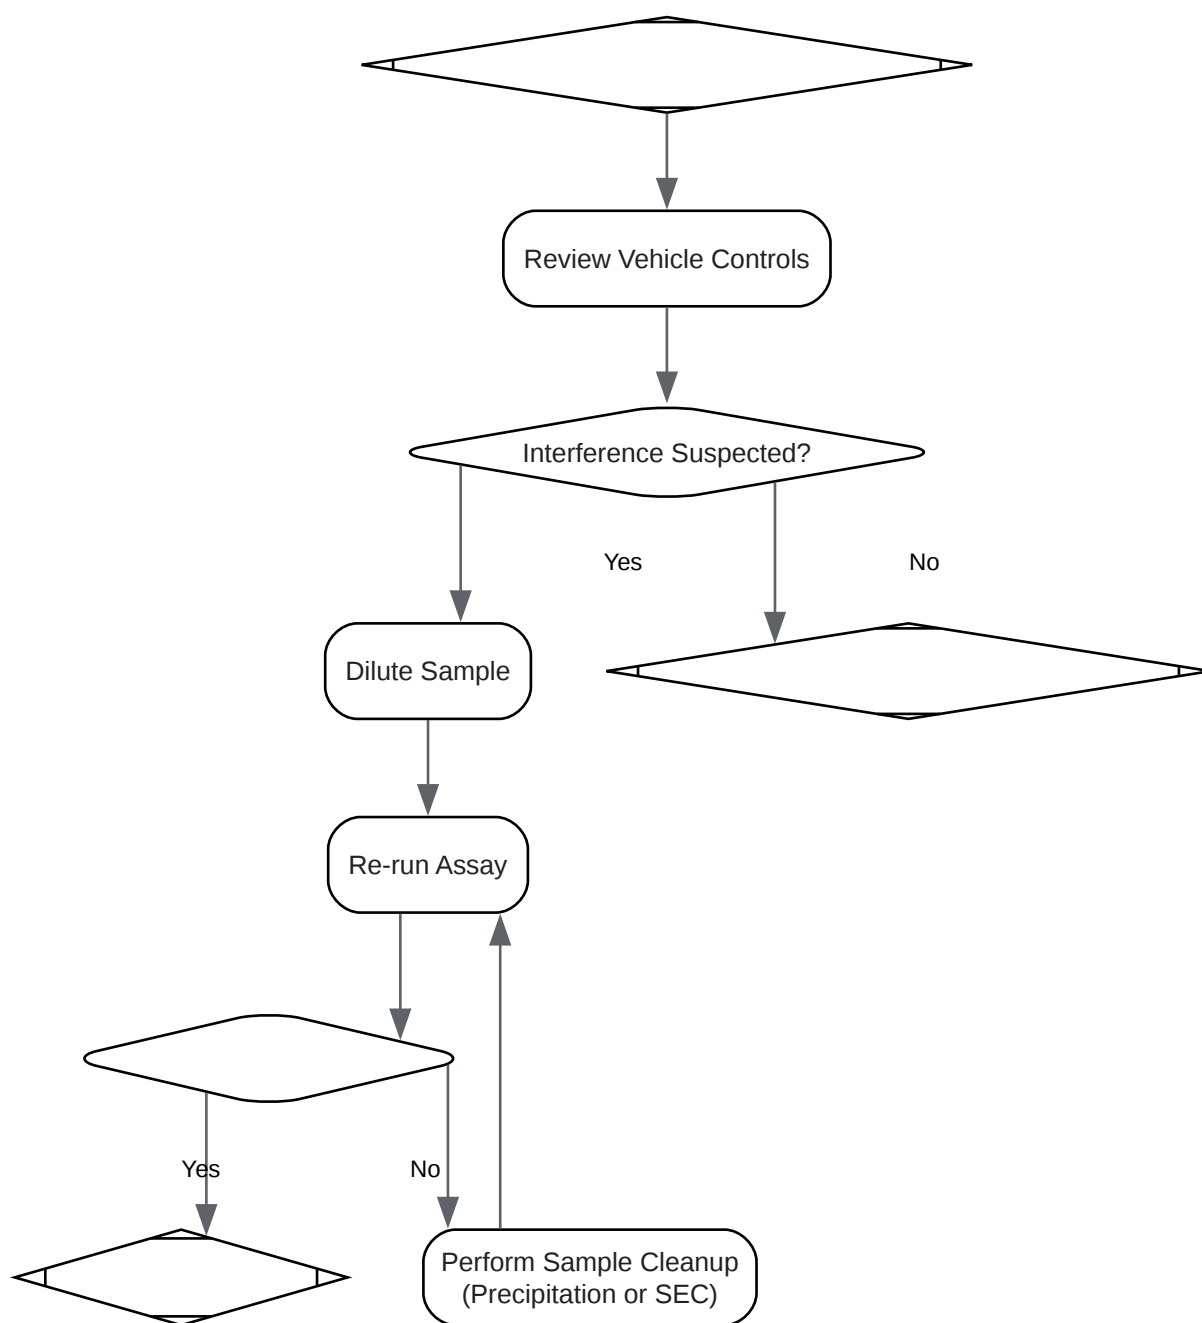 Review Vehicle Controls
Interference Suspected?
Yes
No
Dilute Sample
Re-run Assay
Yes
No
Perform Sample Cleanup
(Precipitation or SEC)